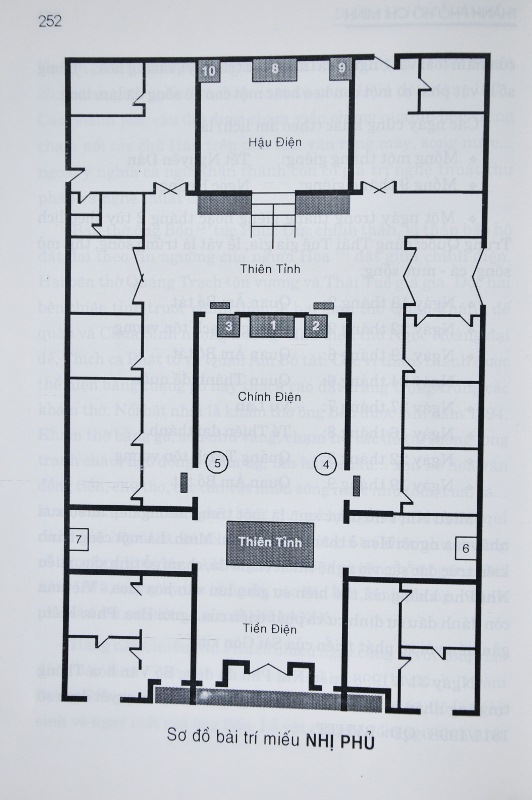 252
10 8 9
Hậu Điện
Thiên Tỉnh
3 1 2
Chính Điện
5 4
Thiên Tỉnh
7 6
Tiền Điện
Sơ đồ bài trí miếu NHỊ PHỦ